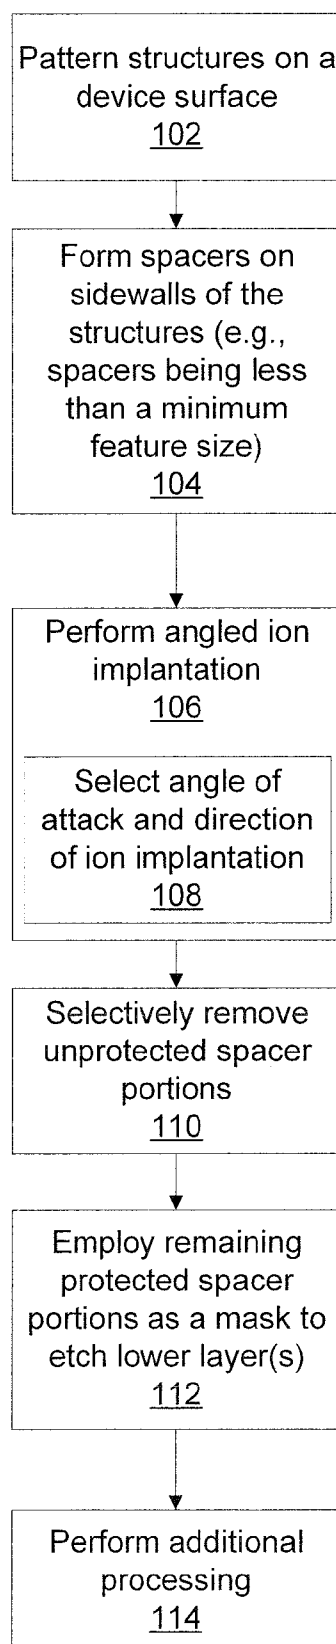 Pattern structures on a
device surface
102
Form spacers on
sidewalls of the
structures (e.g.,
spacers being less
than a minimum
feature size)
104
Perform angled ion
implantation
106
Select angle of
attack and direction
of ion implantation
108
Selectively remove
unprotected spacer
portions
110
Employ remaining
protected spacer
portions as a mask to
etch lower layer(s)
112
Perform additional
processing
114